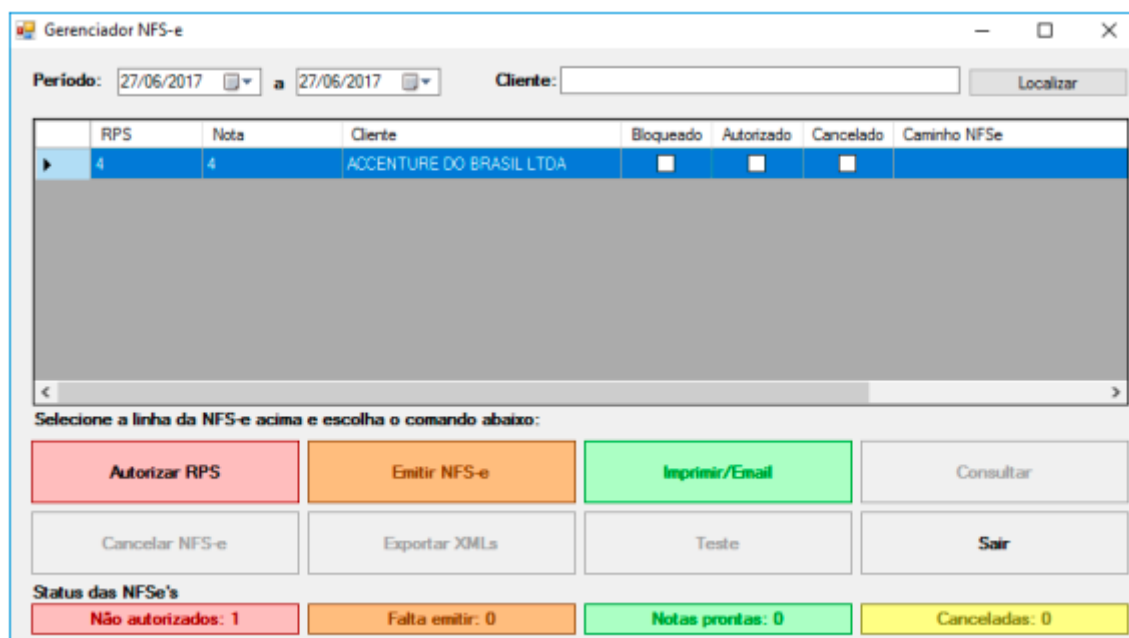 Gerenciador NFS-e
Período: 27/06/2017 a 27/06/2017 Cliente: Localizar
RPS Nota Cliente Bloqueado Autorizado Cancelado Caminho NFSe
4 4 ACCENTURE DO BRASIL LTDA
Selecione a linha da NFS-e acima e escolha o comando abaixo:
Autorizar RPS Emitir NFS-e Imprimir/Email Consultar
Cancelar NFS-e Exportar XMLs Teste Sair
Status das NFSe's
Não autorizados: 1 Falta emitir: 0 Notas prontas: 0 Canceladas: 0